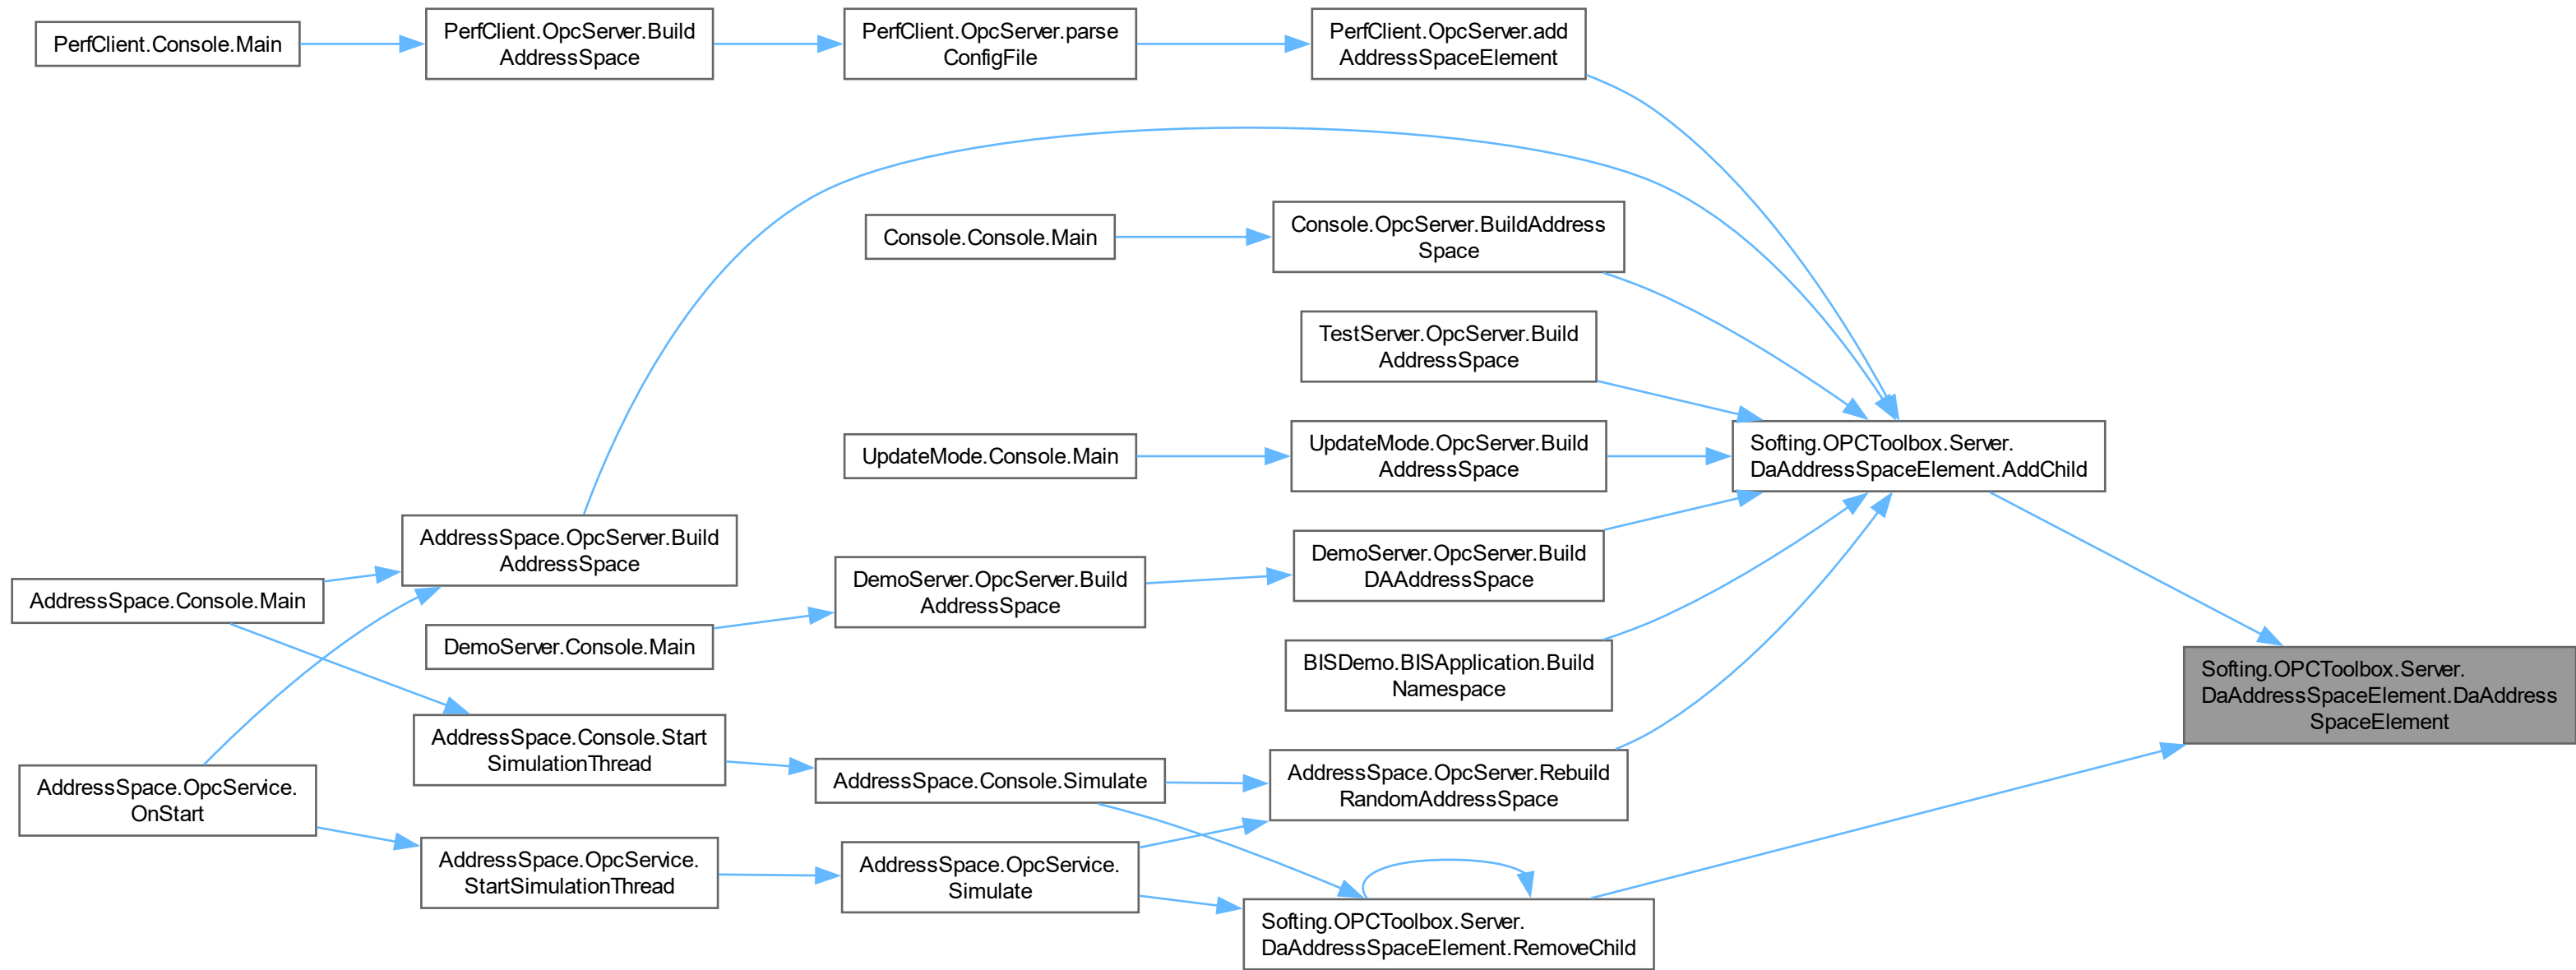 PerfClient.Console.Main
PerfClient.OpcServer.Build
AddressSpace
PerfClient.OpcServer.parse
ConfigFile
PerfClient.OpcServer.add
AddressSpaceElement
Console.Console.Main
Console.OpcServer.BuildAddress
Space
TestServer.OpcServer.Build
AddressSpace
UpdateMode.Console.Main
UpdateMode.OpcServer.Build
AddressSpace
Softing.OPCToolbox.Server.
DaAddressSpaceElement.AddChild
AddressSpace.OpcServer.Build
AddressSpace
AddressSpace.Console.Main
DemoServer.OpcServer.Build
AddressSpace
DemoServer.OpcServer.Build
DAAddressSpace
DemoServer.Console.Main
BISDemo.BISApplication.Build
Namespace
Softing.OPCToolbox.Server.
DaAddressSpaceElement.DaAddress
SpaceElement
AddressSpace.Console.Start
SimulationThread
AddressSpace.OpcService.
OnStart
AddressSpace.Console.Simulate
AddressSpace.OpcServer.Rebuild
RandomAddressSpace
AddressSpace.OpcService.
StartSimulationThread
AddressSpace.OpcService.
Simulate
Softing.OPCToolbox.Server.
DaAddressSpaceElement.RemoveChild